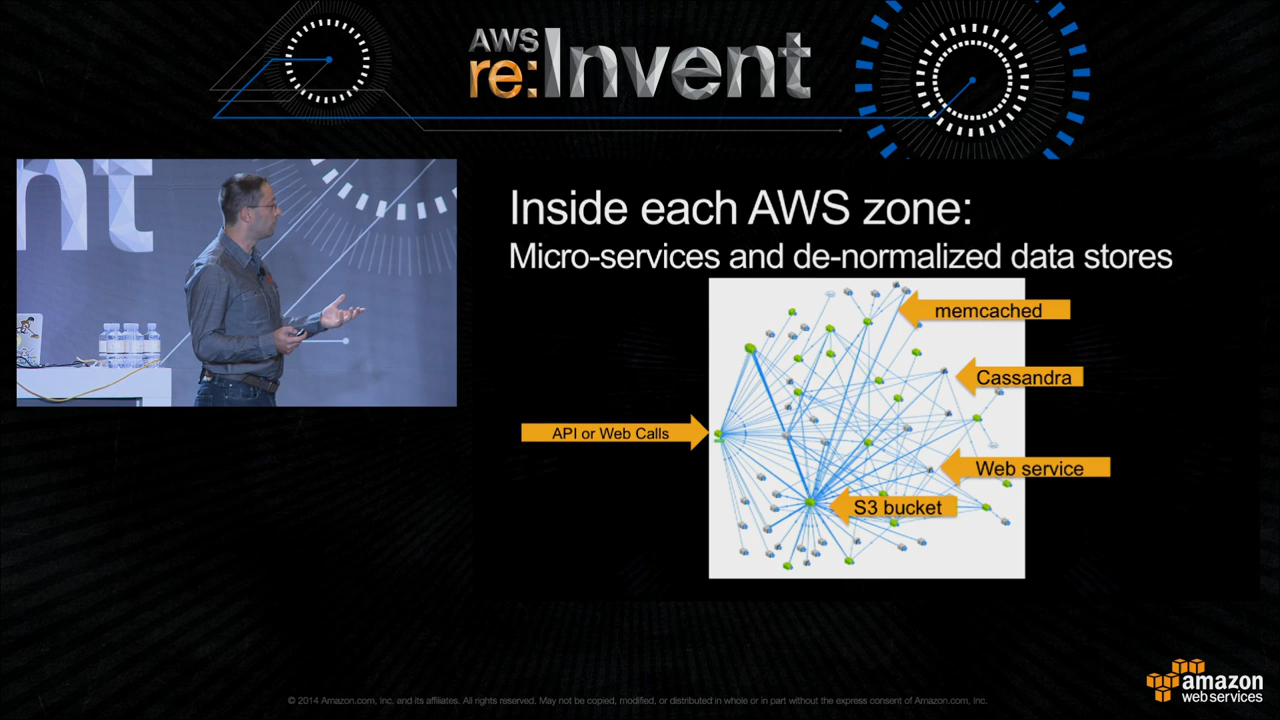 AWS
re:Invent
nt
Inside each AWS zone:
Micro-services and de-normalized data stores
memcached
Cassandra
API or Web Calls
Web service
S3 bucket
amazon
web services
© 2014 Amazon.com, Inc. and its affiliates. All rights reserved. May not be copied, modified, or distributed in whole or in part without the express consent of Amazon.com, Inc.